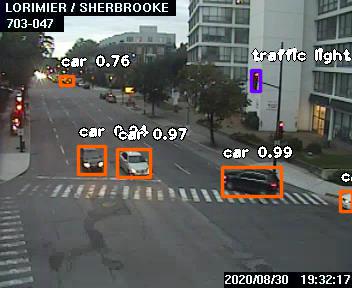 LORIMIER / SHERBROOKE
703-047
car 0.76
traffic light
car 0.97
car
car 0.99
2020/08/30 19:32:17